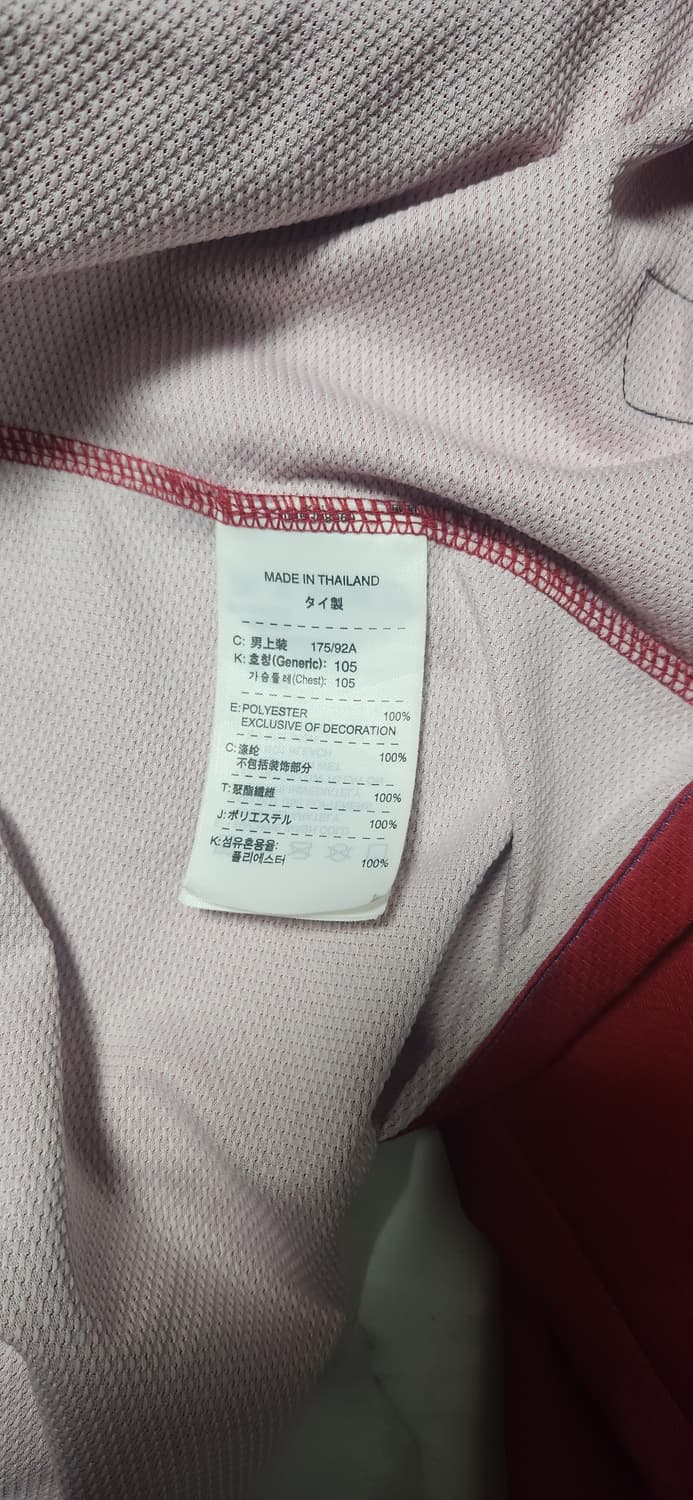 MADE IN THAILAND
タイ製
C: 男上装 175/92A
K: 호칭(Generic): 105
가슴둘레(Chest): 105
E: POLYESTER 100%
EXCLUSIVE OF DECORATION
C: 涤纶 100%
不包括装饰部分
T: 聚酯纖維 100%
J: ポリエステル 100%
K: 섬유혼용율:
폴리에스터 100%